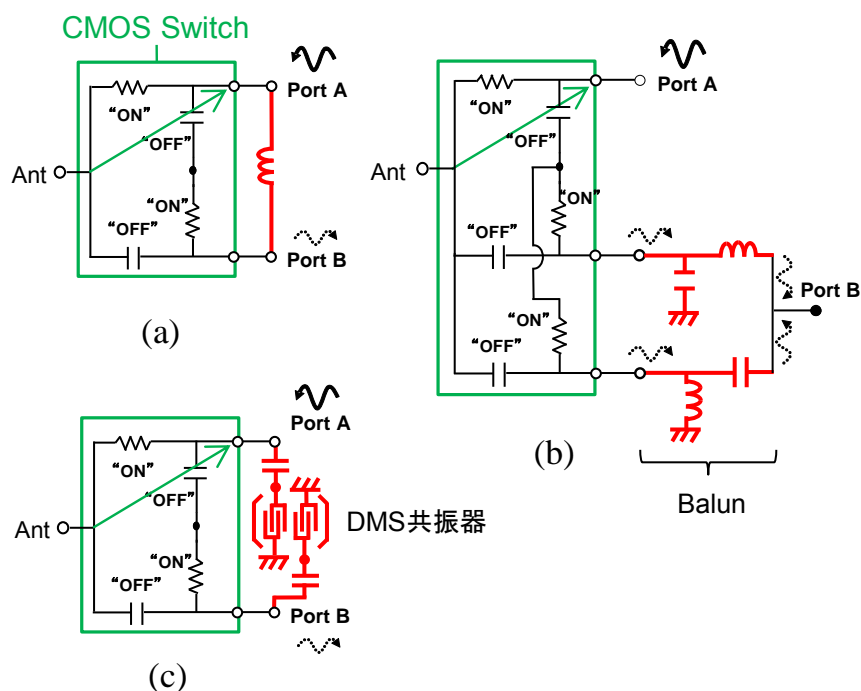 CMOS Switch
Port A
“ON”
“OFF”
Ant
“ON”
“OFF”
Port B
(a)
Port A
“ON”
“OFF”
Ant
“ON”
“OFF”
Port B
“ON”
“OFF”
(b)
Balun
Port A
“ON”
“OFF”
DMS共振器
Ant
“ON”
“OFF”
Port B
(c)